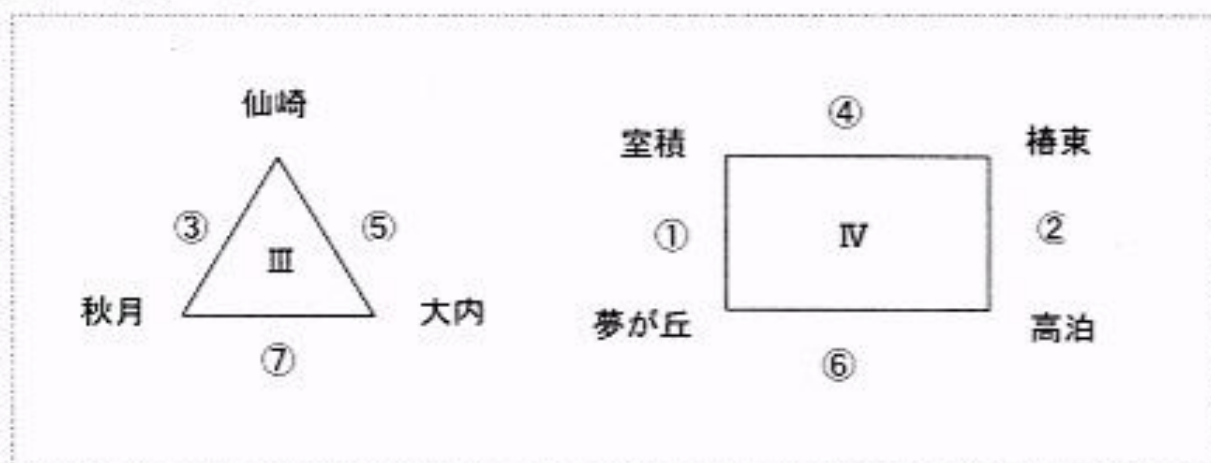 仙崎
③
⑤
Ⅲ
秋月
大内
⑦
④
室積
椿東
①
Ⅳ
②
夢が丘
高泊
⑥